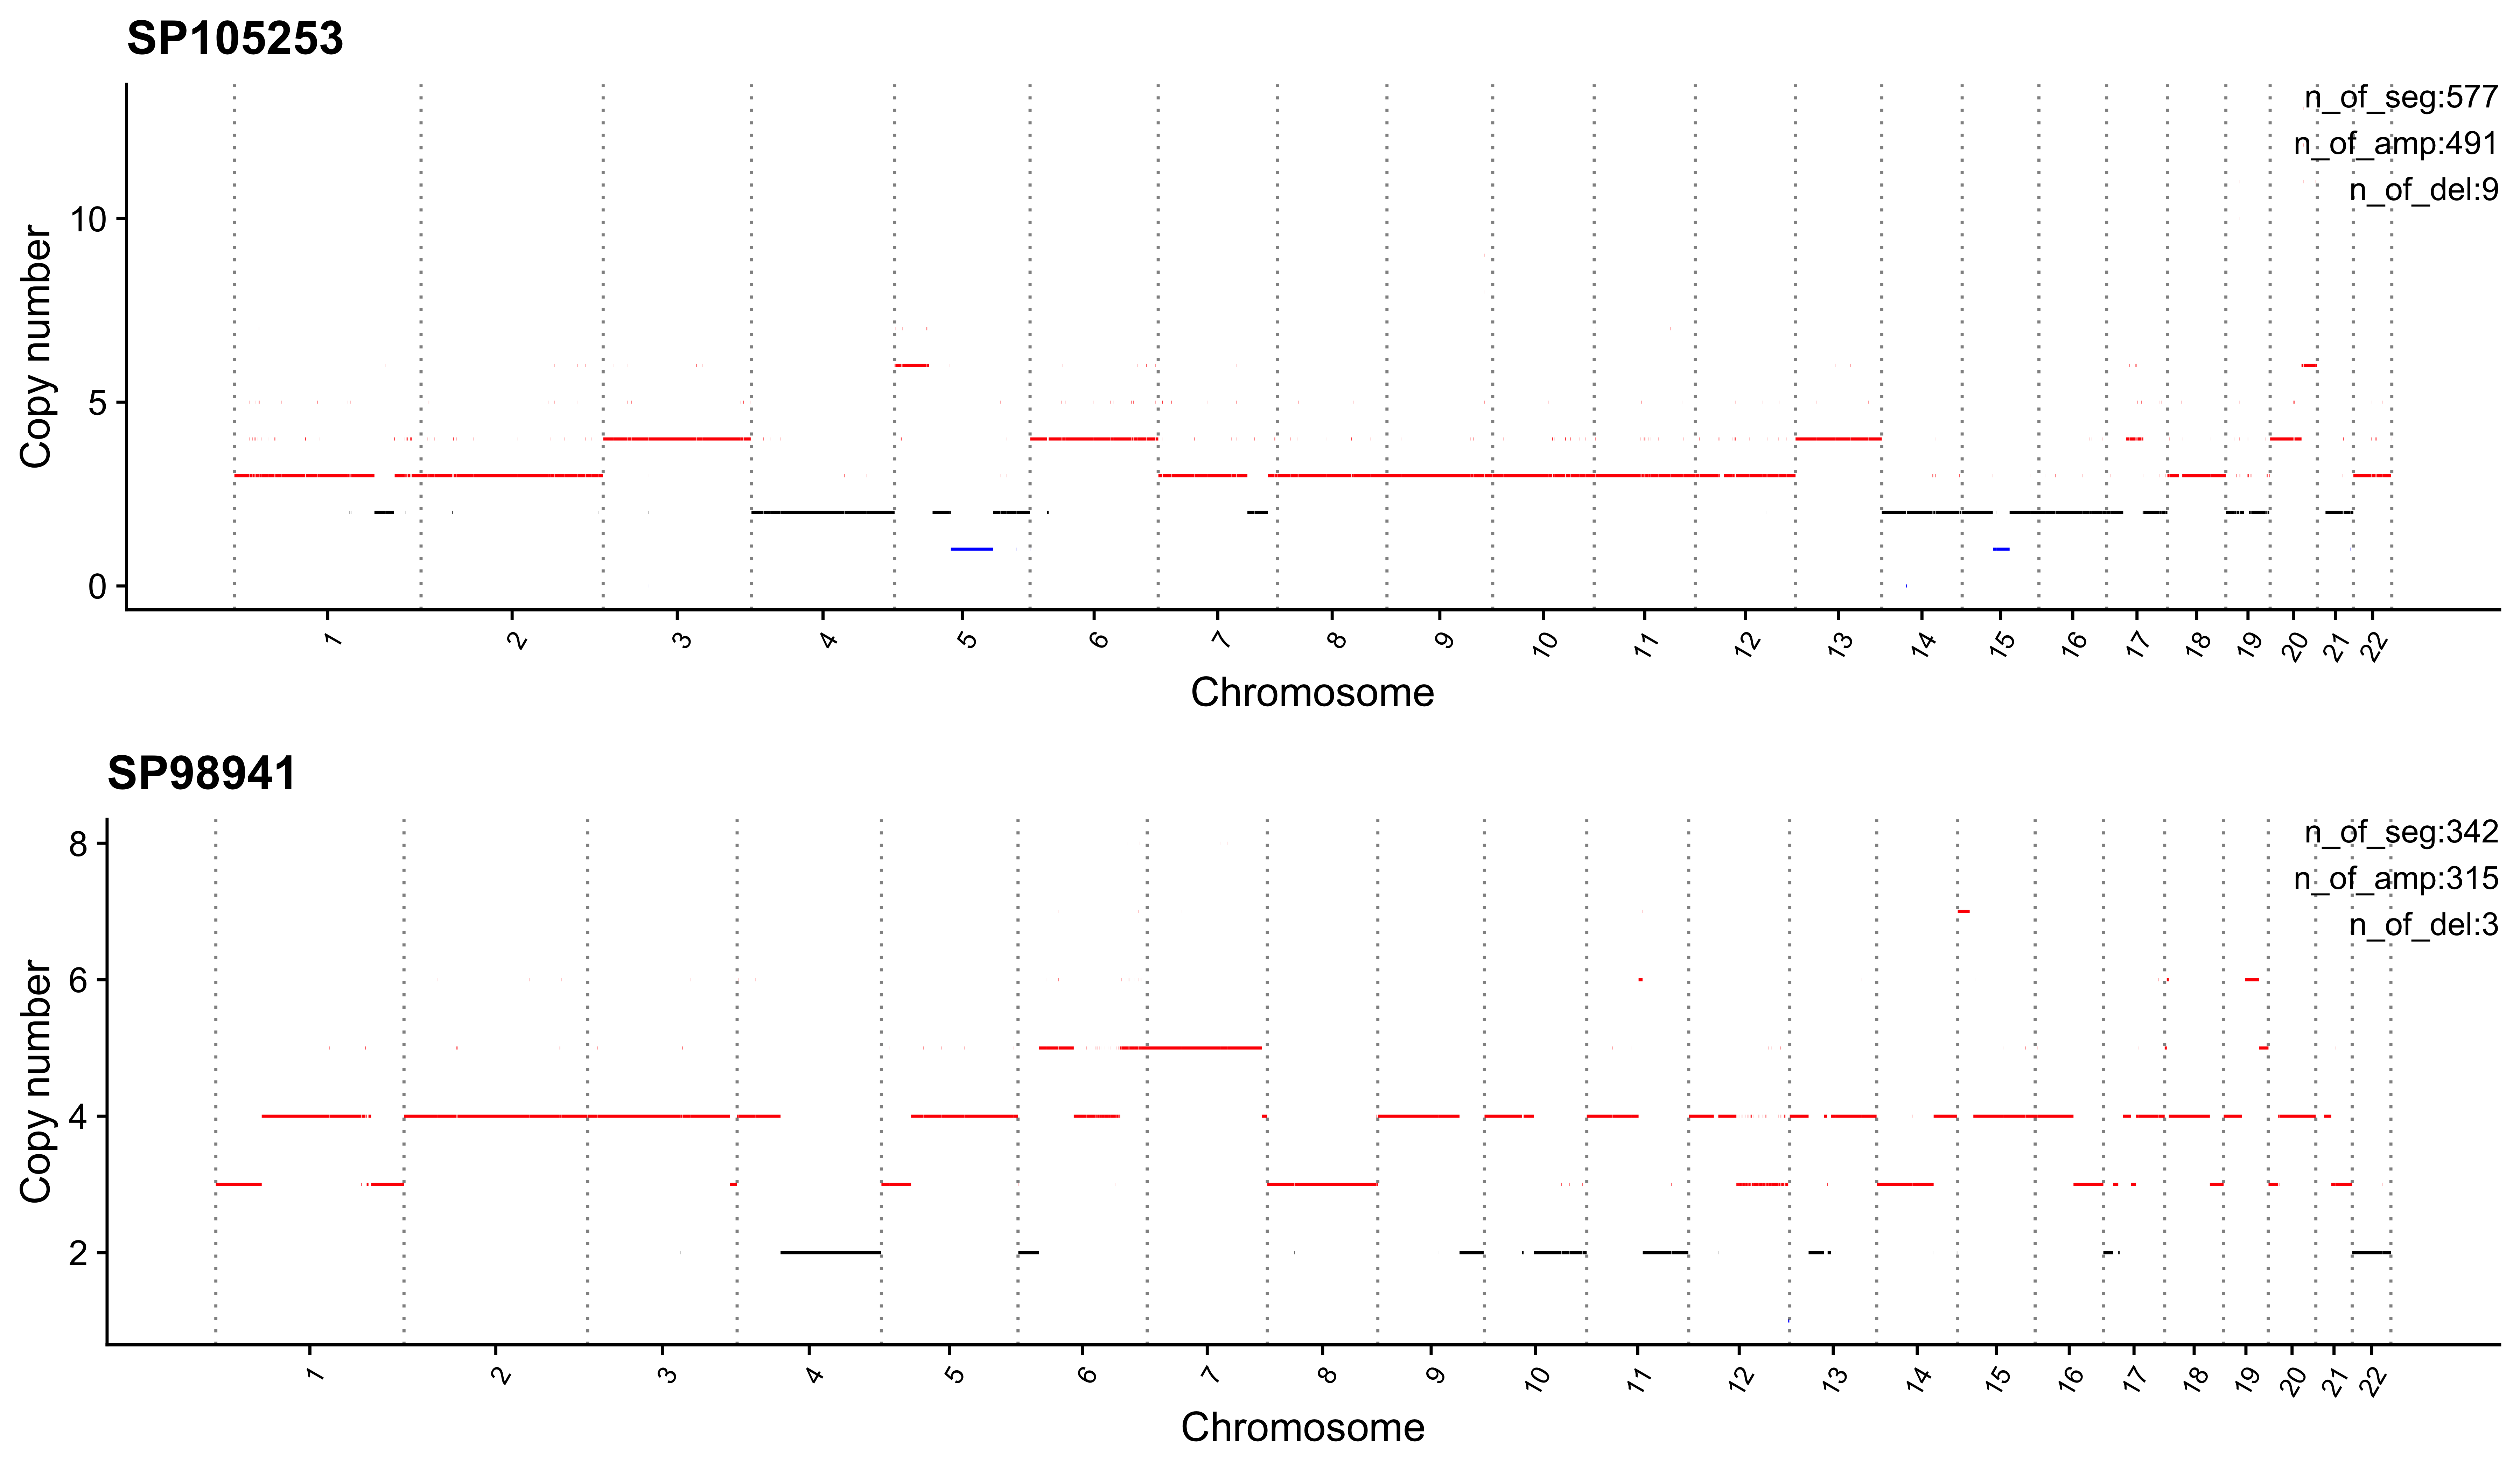 SP105253
n_of_seg:577
n_of_amp:491
n_of_del:9
10
5
0
Copy number
1 2 3 4 5 6 7 8 9 10 11 12 13 14 15 16 17 18 19 20 21 22
Chromosome
SP98941
n_of_seg:342
n_of_amp:315
n_of_del:3
8
6
4
2
Copy number
1 2 3 4 5 6 7 8 9 10 11 12 13 14 15 16 17 18 19 20 21 22
Chromosome